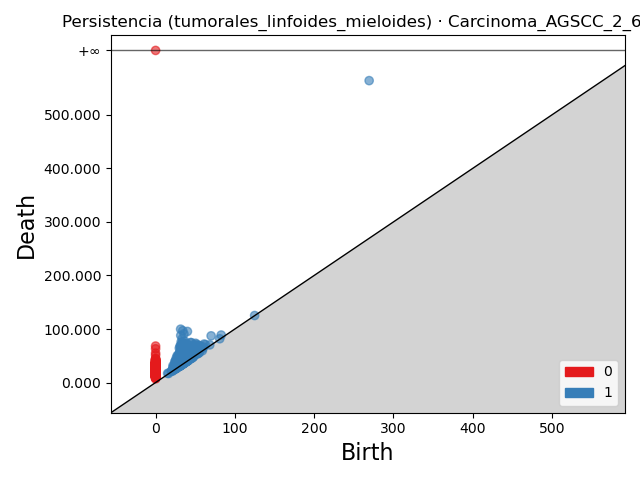 Persistencia (tumorales_linfoides_mieloides) · Carcinoma_AGSCC_2_6
+∞
500.000
400.000
300.000
200.000
100.000
0.000
Death
0
1
0 100 200 300 400 500
Birth